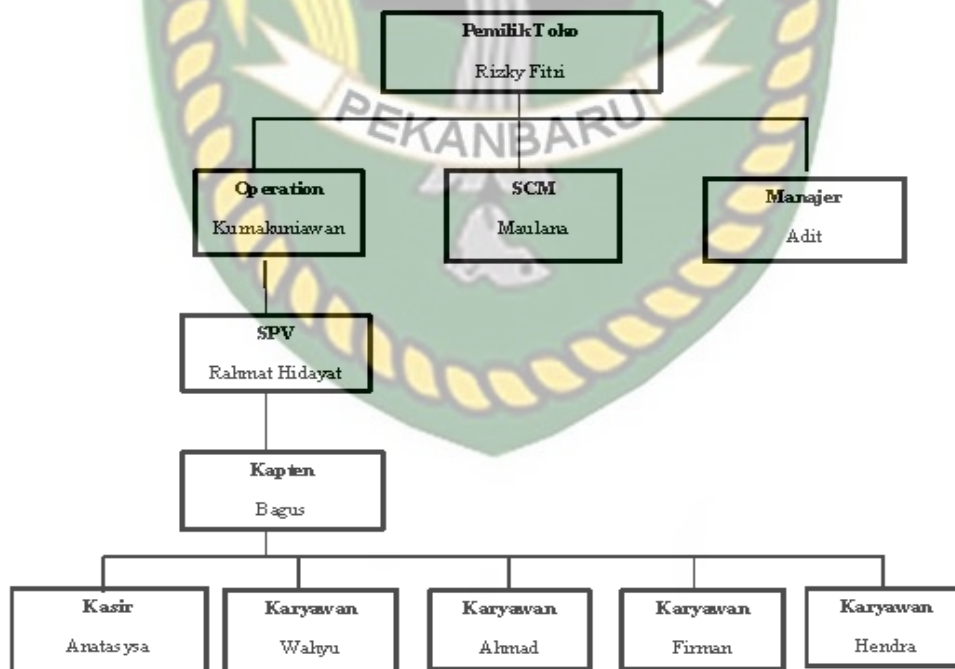 Pemilik Toko
Rizky Fitri
PEKANBARU
Operation
Kurnakuniawan
SCM
Maulana
Manajer
Adit
SPV
Rahmat Hidayat
Kapten
Bagus
Kasir
Anatasysa
Karyawan
Wahyu
Karyawan
Ahmad
Karyawan
Firman
Karyawan
Hendra